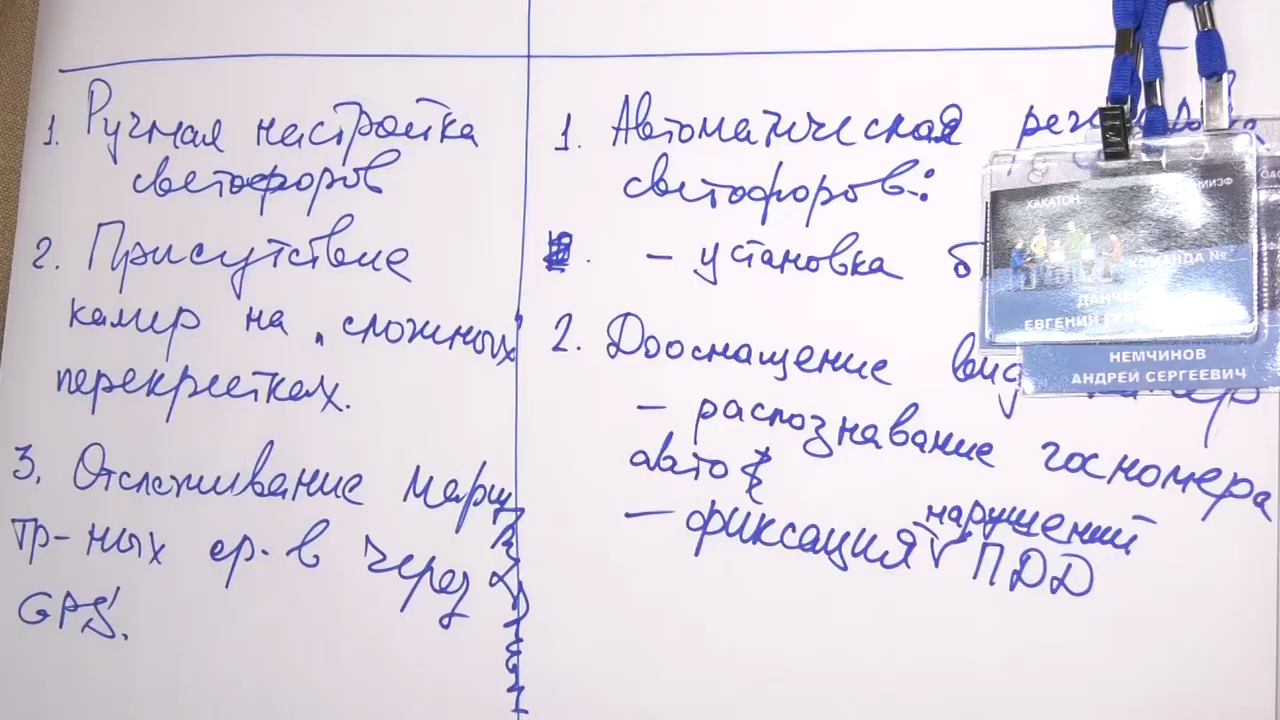 1. Ручная настройка
светофоров
2. Присутствие
камер на сложных
перекрестках.
3. Отслеживание марш
тр-ных ср-в через
GPS.
1. Автоматическая
светофоров:
- установка
2. Дооснащение
- распознавание госномера
авто
- фиксация нарушений ПДД
ХАКАТОН
КОМАНДА №
ЕВГЕНИЙ
НЕМЧИНОВ
АНДРЕЙ СЕРГЕЕВИЧ